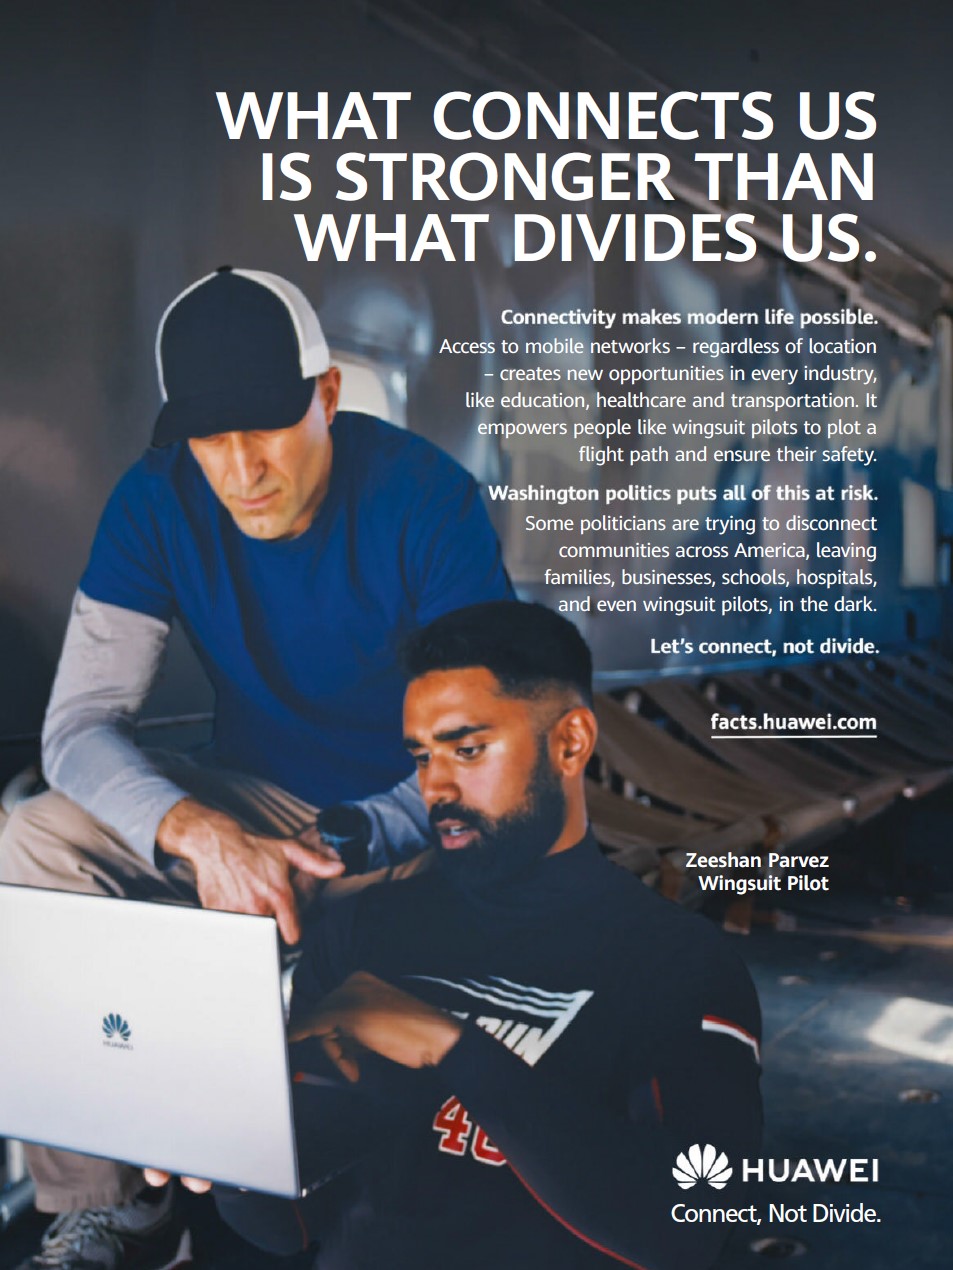 WHAT CONNECTS US
IS STRONGER THAN
WHAT DIVIDES US.
Connectivity makes modern life possible.
Access to mobile networks – regardless of location
– creates new opportunities in every industry,
like education, healthcare and transportation. It
empowers people like wingsuit pilots to plot a
flight path and ensure their safety.
Washington politics puts all of this at risk.
Some politicians are trying to disconnect
communities across America, leaving
families, businesses, schools, hospitals,
and even wingsuit pilots, in the dark.
Let's connect, not divide.
facts.huawei.com
Zeeshan Parvez
Wingsuit Pilot
HUAWEI
HUAWEI
Connect, Not Divide.